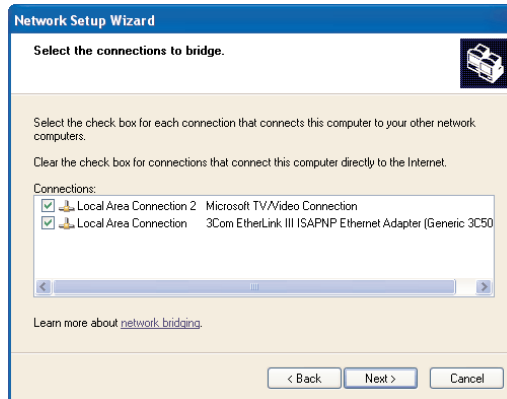 Network Setup Wizard
Select the connections to bridge.
Select the check box for each connection that connects this computer to your other network
computers.
Clear the check box for connections that connect this computer directly to the Internet.
Connections:
Local Area Connection 2 Microsoft TV/Video Connection
Local Area Connection 3Com EtherLink III ISAPNP Ethernet Adapter (Generic 3C50
Learn more about network bridging.
< Back Next > Cancel